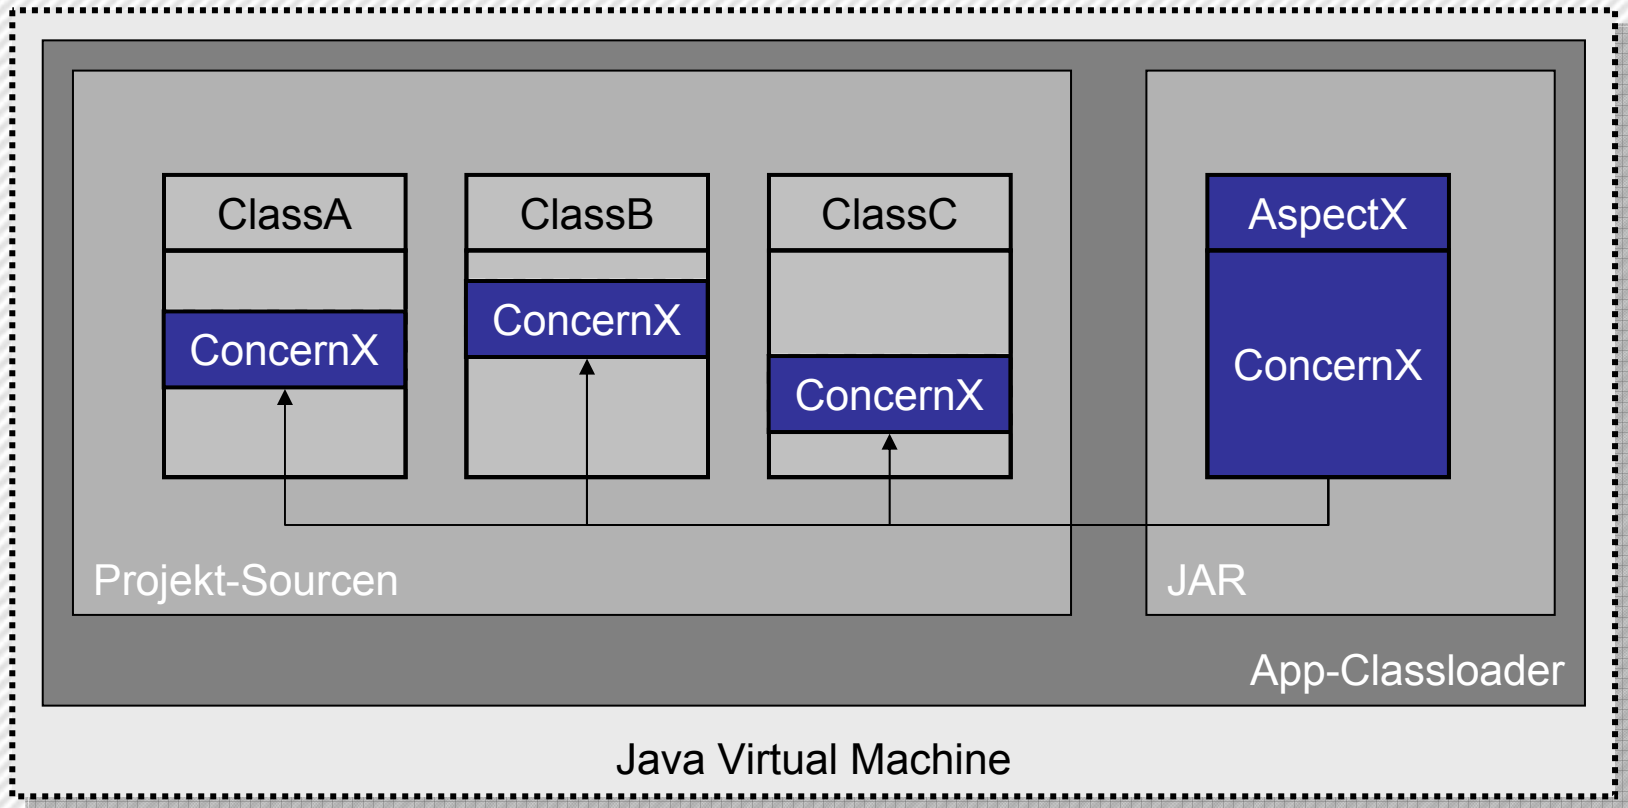 ClassA
ClassB
ClassC
AspectX
ConcernX
ConcernX
ConcernX
ConcernX
Projekt-Sourcen
JAR
App-Classloader
Java Virtual Machine